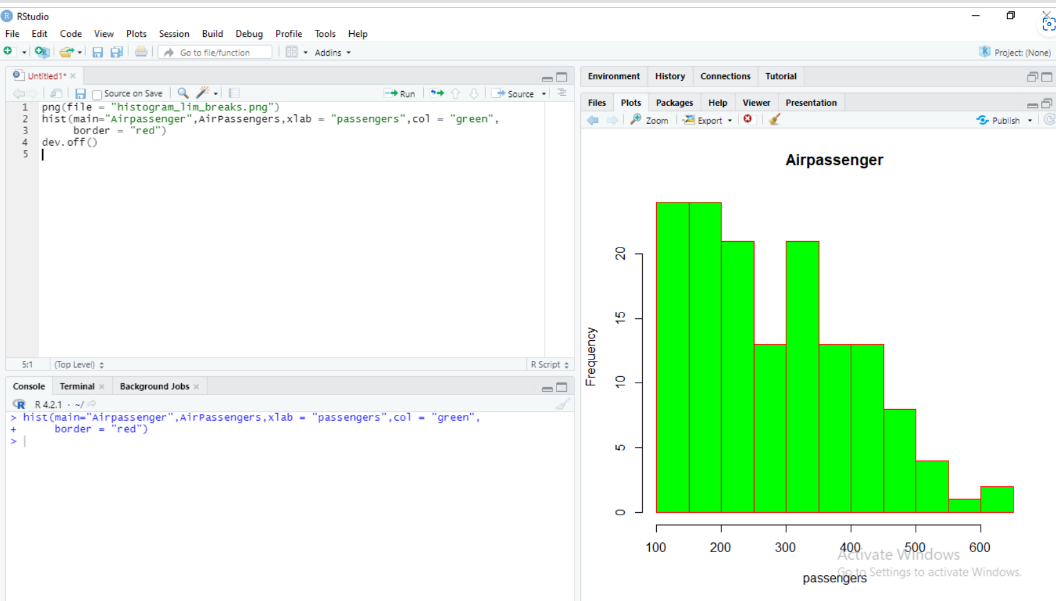 RStudio
File Edit Code View Plots Session Build Debug Profile Tools Help
Go to file/function Addins Project: (None)
Untitled1*
Source on Save Run Source
1 png(file = "histogram_lim_breaks.png")
2 hist(main="Airpassenger",AirPassengers,xlab = "passengers",col = "green",
3 border = "red")
4 dev.off()
5
5:1 (Top Level) R Script
Console Terminal Background Jobs
R 4.2.1 · ~/
> hist(main="Airpassenger",AirPassengers,xlab = "passengers",col = "green",
+ border = "red")
>
Environment History Connections Tutorial
Files Plots Packages Help Viewer Presentation
Zoom Export Publish
Airpassenger
Frequency
20
15
10
5
0
100 200 300 400 500 600
passengers
Activate Windows
Go to Settings to activate Windows.